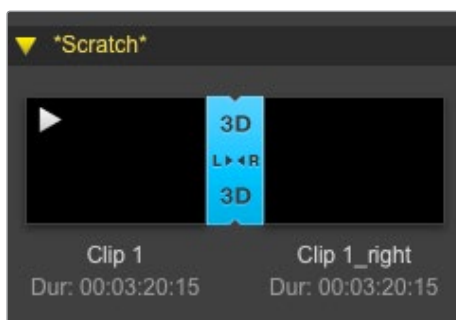 *Scratch*
3D
L R
3D
Clip 1 Clip 1_right
Dur: 00:03:20:15 Dur: 00:03:20:15